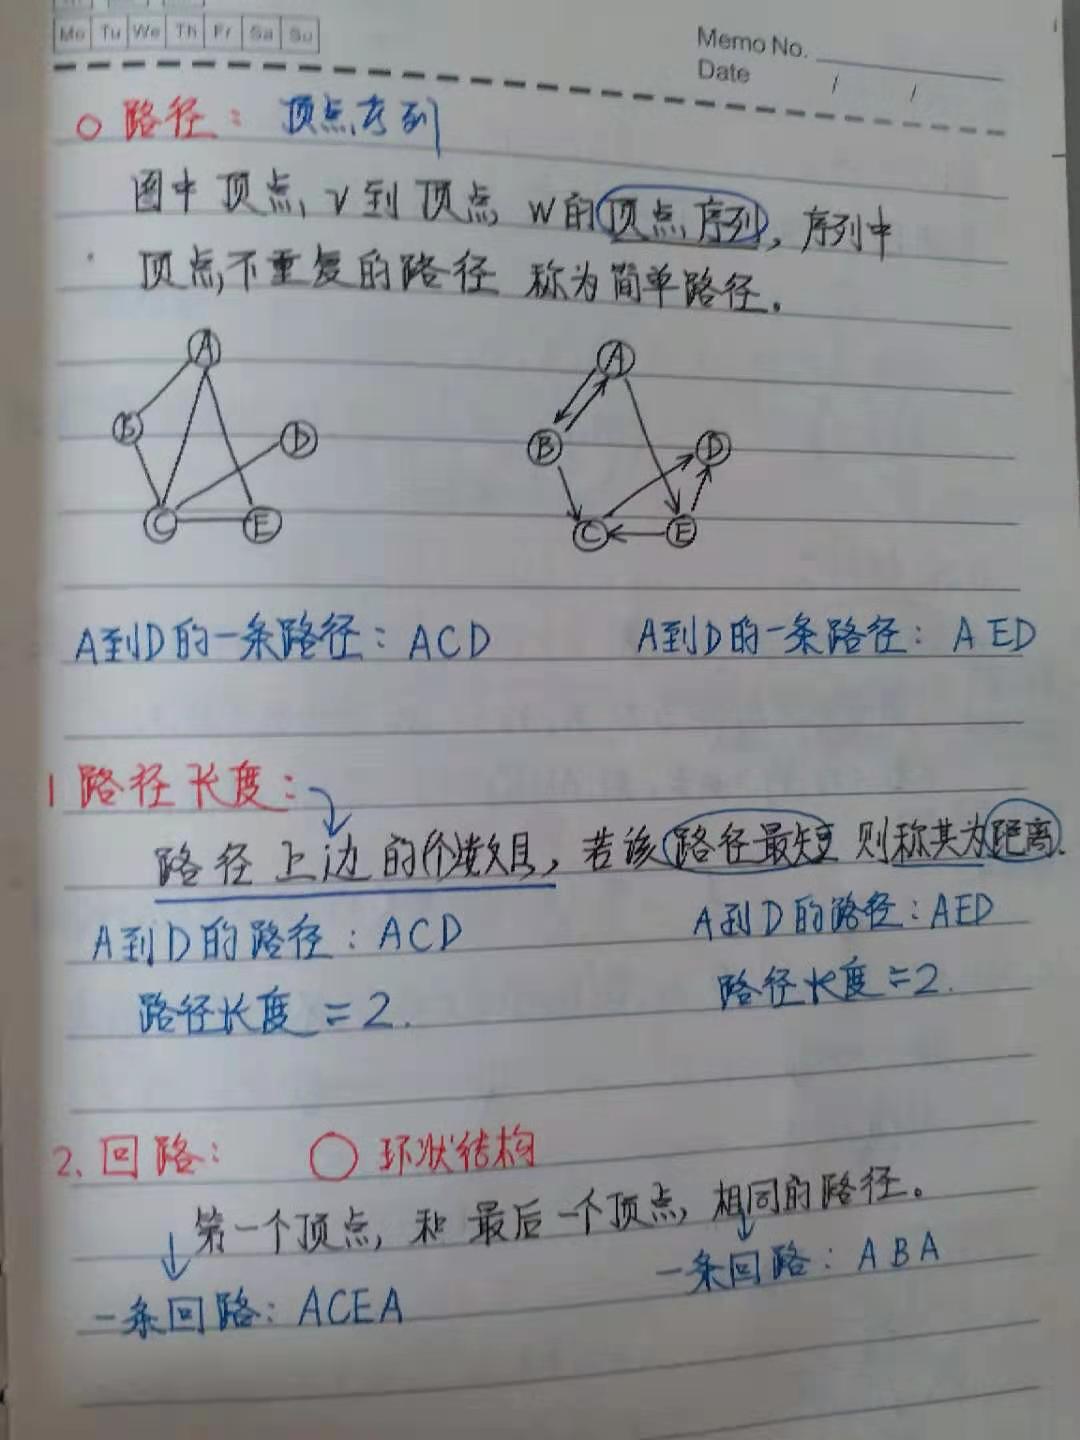 Mo Tu We Th Fr Sa Su
Memo No.
Date / /
○ 路径: 顶点序列
图中顶点V到顶点W的顶点序列,序列中
顶点不重复的路径称为简单路径。
A A
B D B D
C E C E
A到D的一条路径: ACD A到D的一条路径: AED
1 路径长度:
路径上边的个数数目,若该路径最短则称其为距离.
A到D的路径: ACD A到D的路径: AED
路径长度=2. 路径长度=2.
2. 回路: ○ 环状结构
第一个顶点和最后一个顶点相同的路径。
一条回路: ACEA 一条回路: ABA